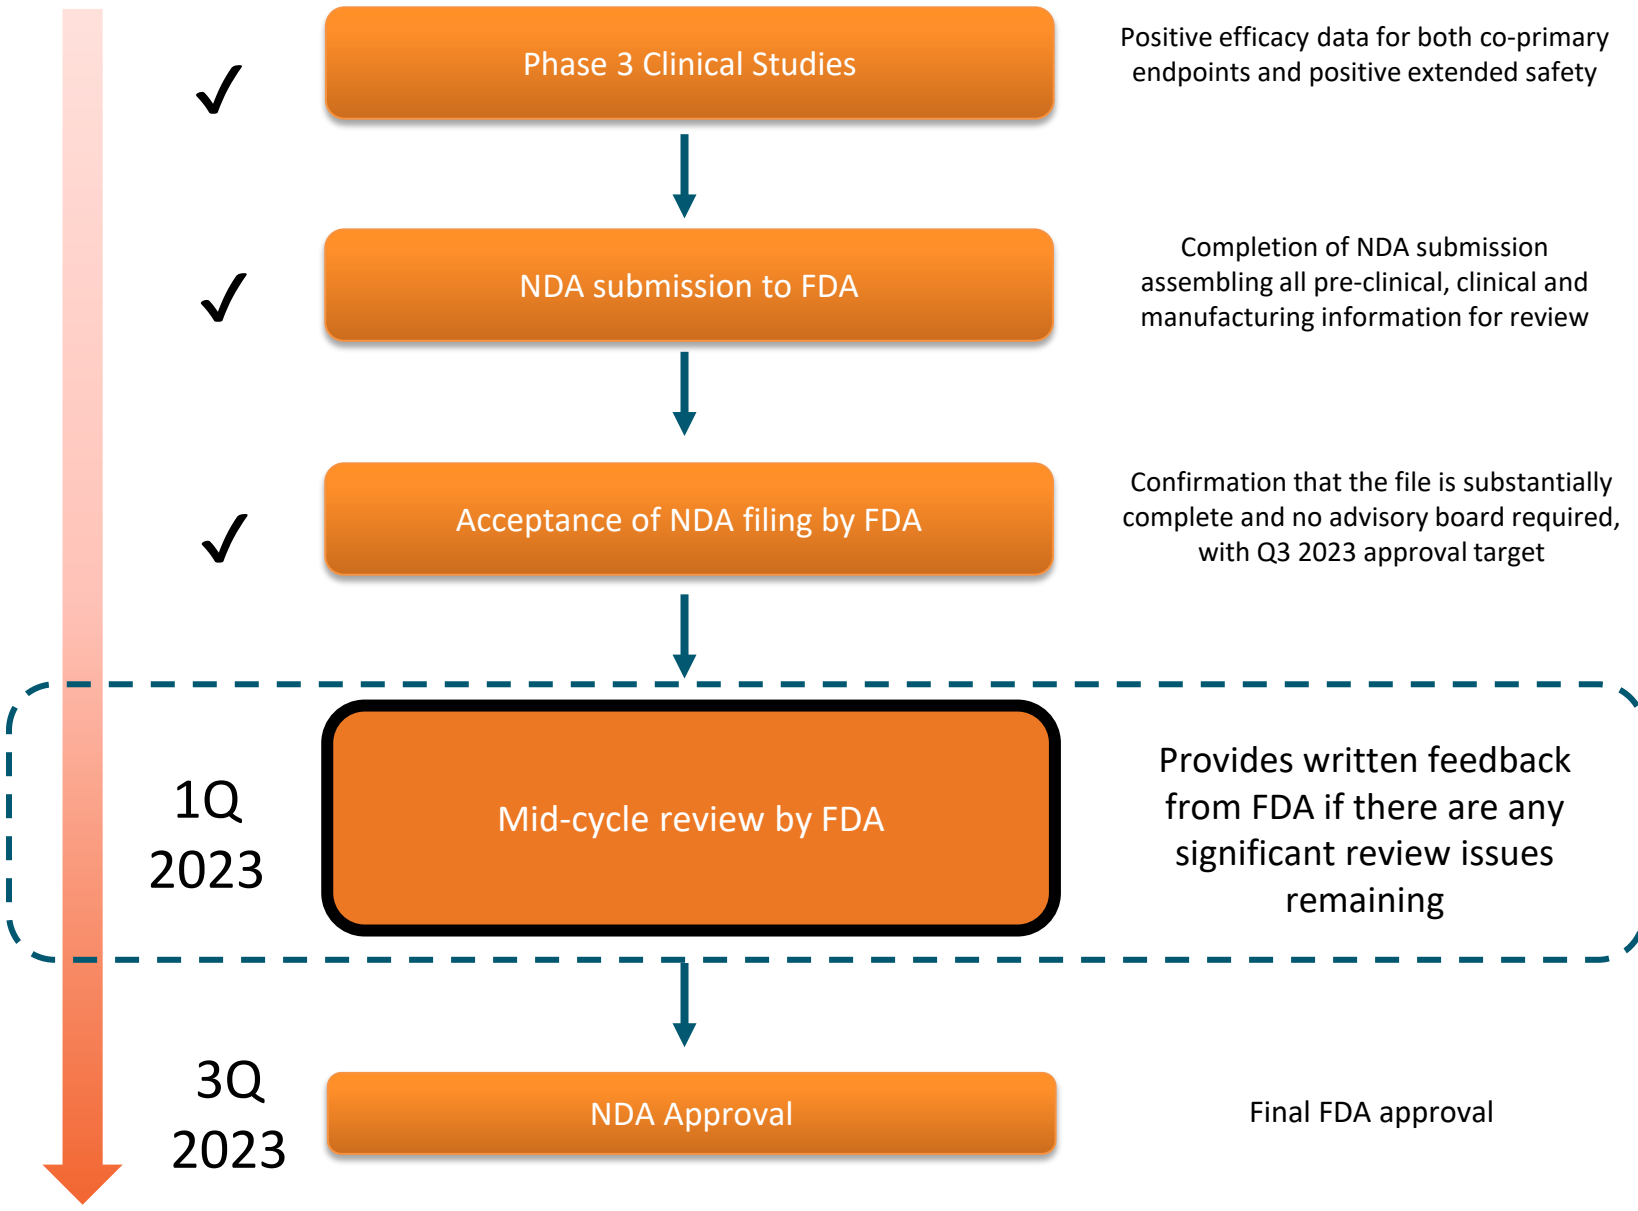 Phase 3 Clinical Studies
Positive efficacy data for both co-primary
endpoints and positive extended safety
NDA submission to FDA
Completion of NDA submission
assembling all pre-clinical, clinical and
manufacturing information for review
Acceptance of NDA filing by FDA
Confirmation that the file is substantially
complete and no advisory board required,
with Q3 2023 approval target
1Q
2023
Mid-cycle review by FDA
Provides written feedback
from FDA if there are any
significant review issues
remaining
3Q
2023
NDA Approval
Final FDA approval